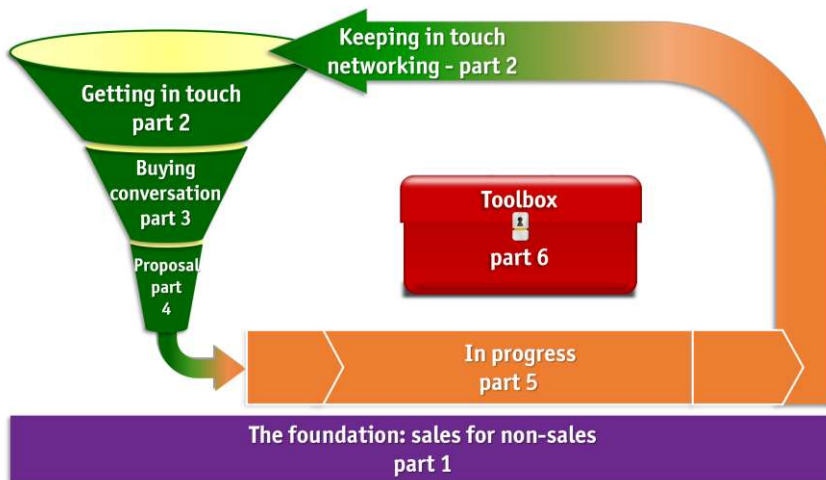 Keeping in touch
networking - part 2
Getting in touch
part 2
Buying
conversation
part 3
Proposal
part
4
Toolbox
part 6
In progress
part 5
The foundation: sales for non-sales
part 1